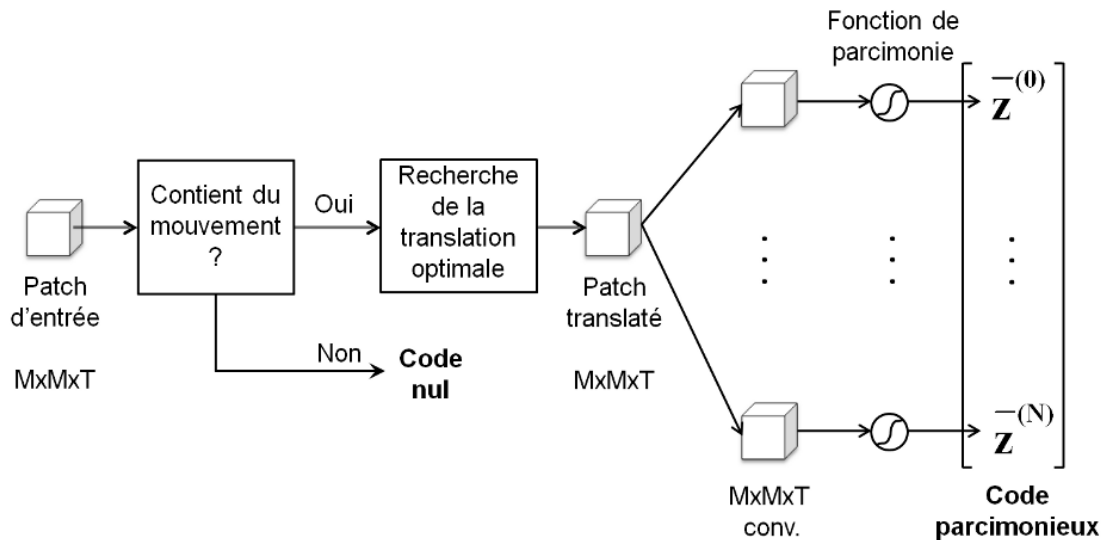 Patch
d'entrée
MxMxT
Contient du
mouvement
?
Oui
Non
Code
nul
Recherche
de la
translation
optimale
Patch
translaté
MxMxT
MxMxT
conv.
Fonction de
parcimonie
z̅(0)
z̅(N)
Code
parcimonieux